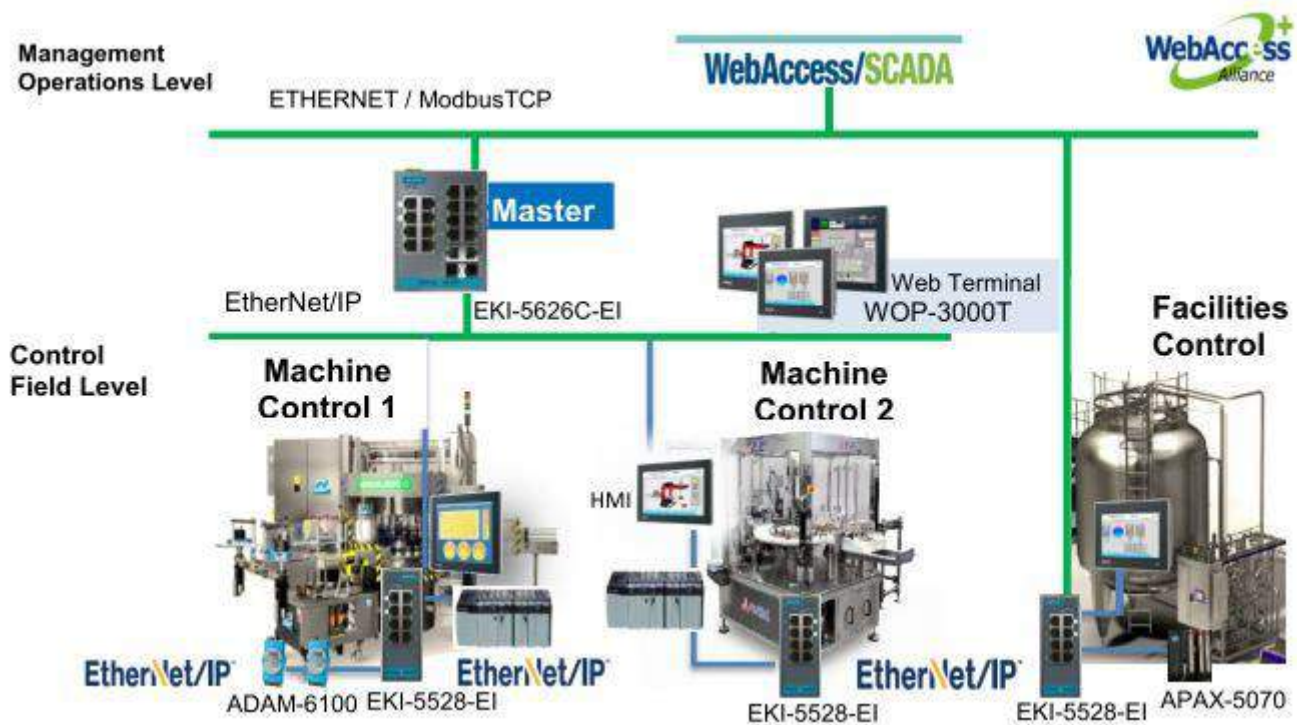 Management
Operations Level
WebAccess/SCADA
WebAccess+
Alliance
ETHERNET / ModbusTCP
Master
EtherNet/IP
EKI-5626C-EI
Web Terminal
WOP-3000T
Facilities
Control
Control
Field Level
Machine
Control 1
Machine
Control 2
HMI
EtherNet/IP
ADAM-6100
EKI-5528-EI
EtherNet/IP
EKI-5528-EI
EtherNet/IP
EKI-5528-EI
APAX-5070